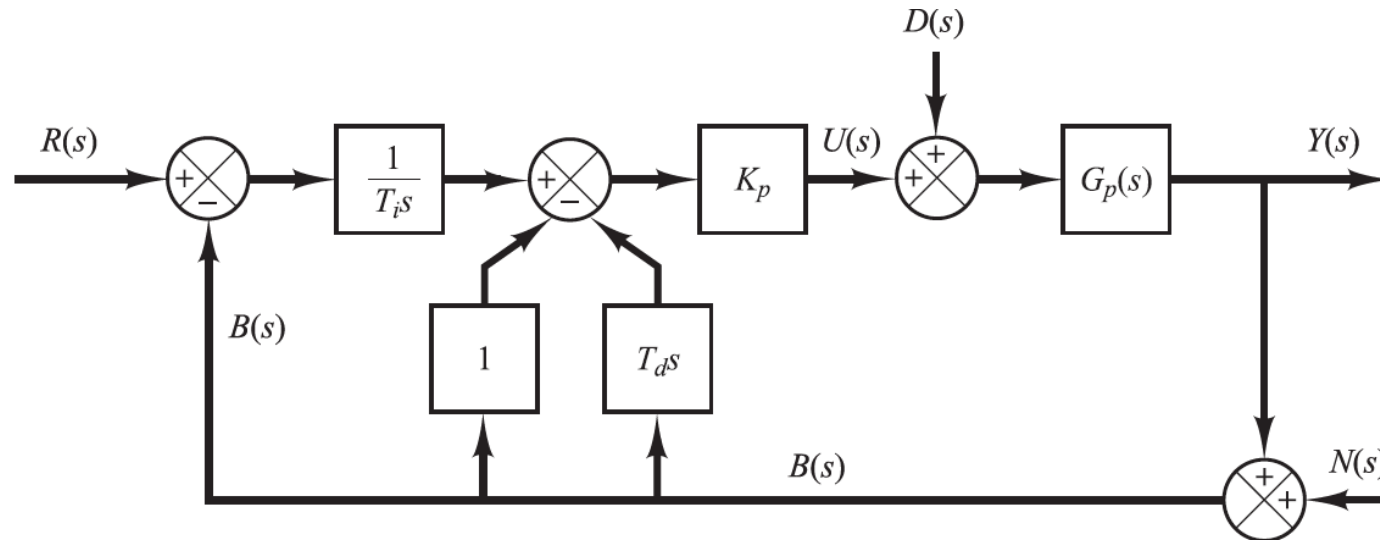 D(s)
R(s)
+
−
1
T_i s
+
−
K_p
U(s)
+
+
G_p(s)
Y(s)
B(s)
1
T_d s
B(s)
+
+
N(s)